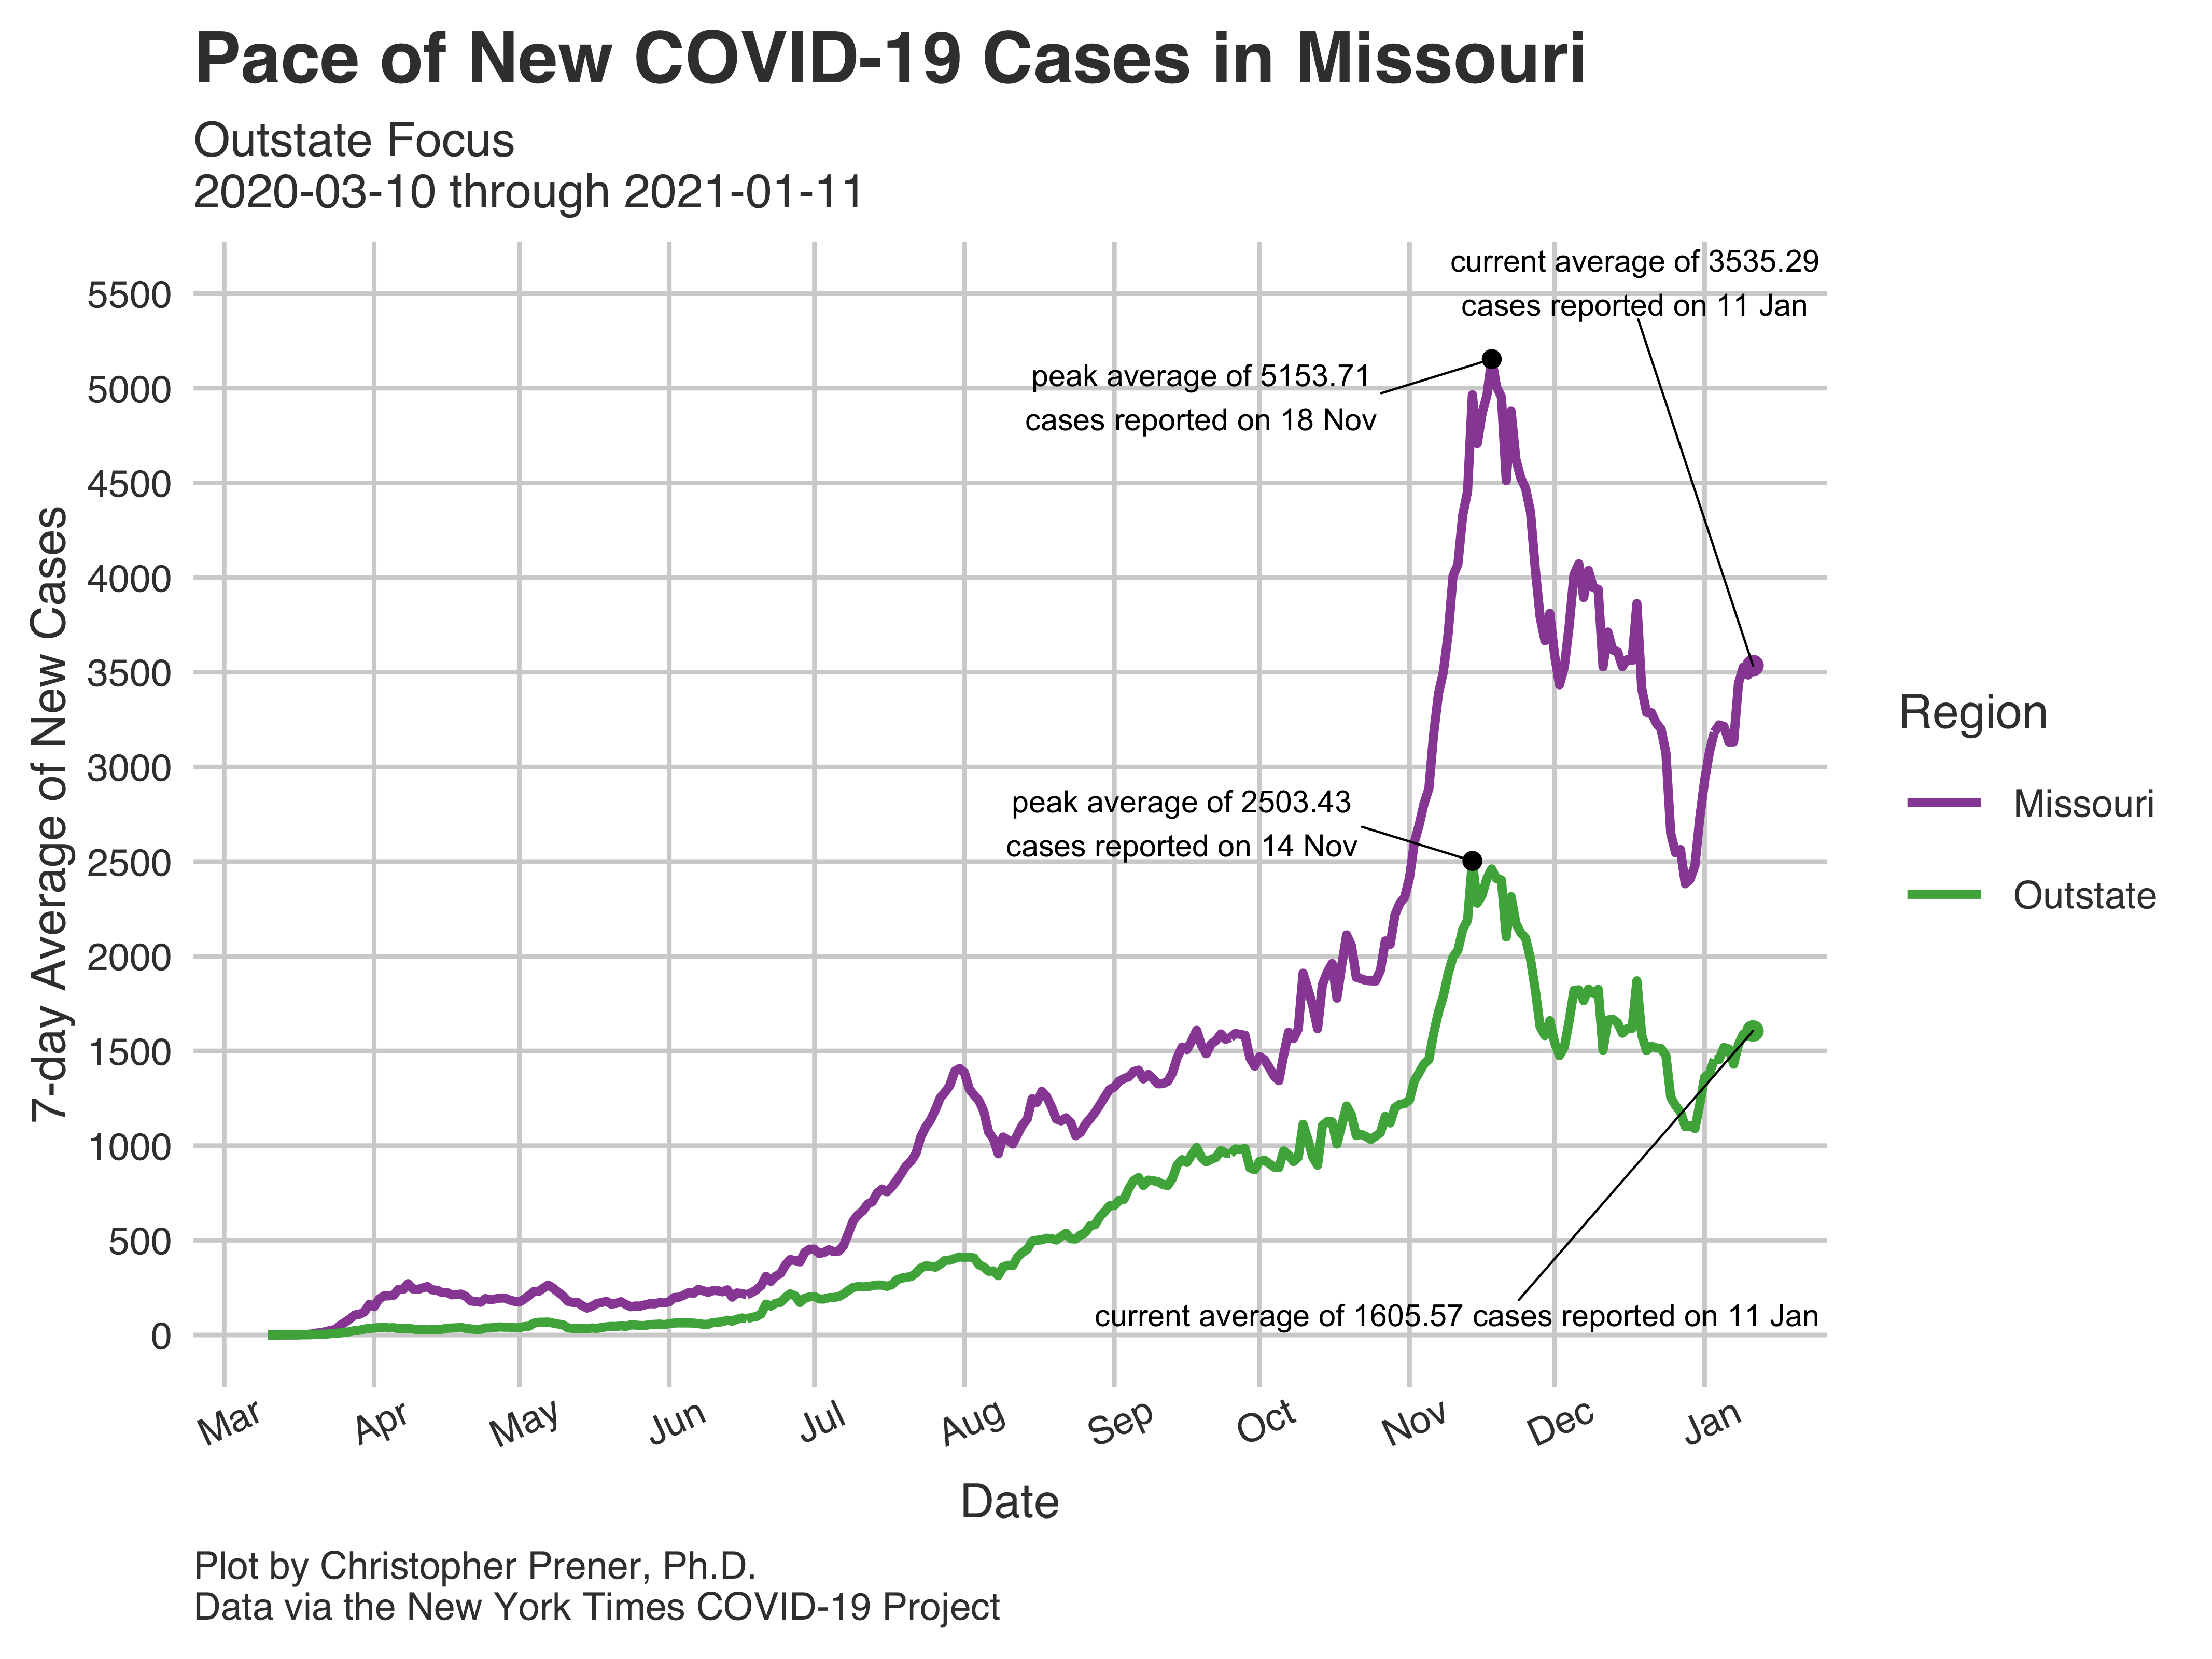 Pace of New COVID-19 Cases in Missouri
Outstate Focus
2020-03-10 through 2021-01-11
7-day Average of New Cases
5500
5000
4500
4000
3500
3000
2500
2000
1500
1000
500
0
current average of 3535.29
cases reported on 11 Jan
peak average of 5153.71
cases reported on 18 Nov
peak average of 2503.43
cases reported on 14 Nov
current average of 1605.57 cases reported on 11 Jan
Mar
Apr
May
Jun
Jul
Aug
Sep
Oct
Nov
Dec
Jan
Date
Region
Missouri
Outstate
Plot by Christopher Prener, Ph.D.
Data via the New York Times COVID-19 Project